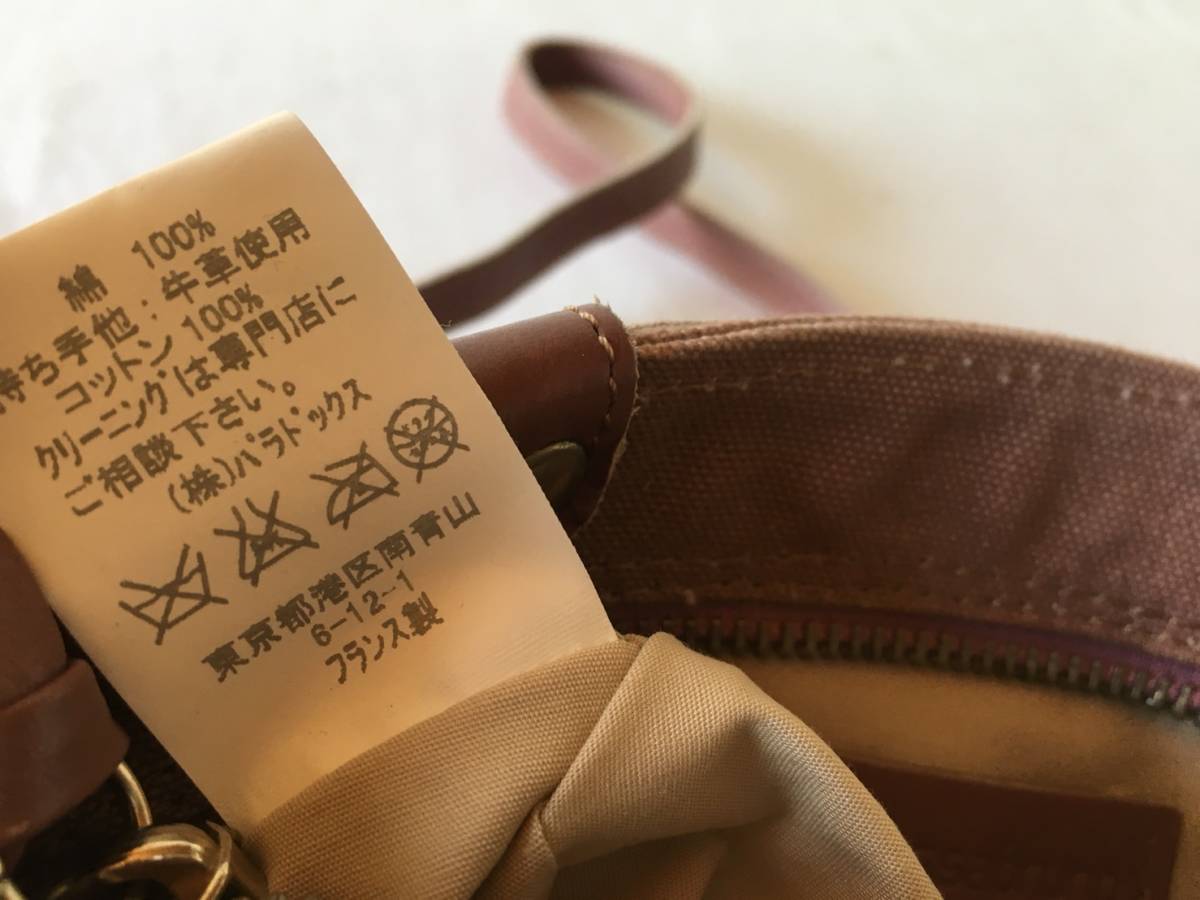 綿 100%
持ち手他:牛革使用
コットン 100%
クリーニングは専門店に
ご相談下さい。
(株)パラドックス
東京都港区南青山
6-12-1
フランス製